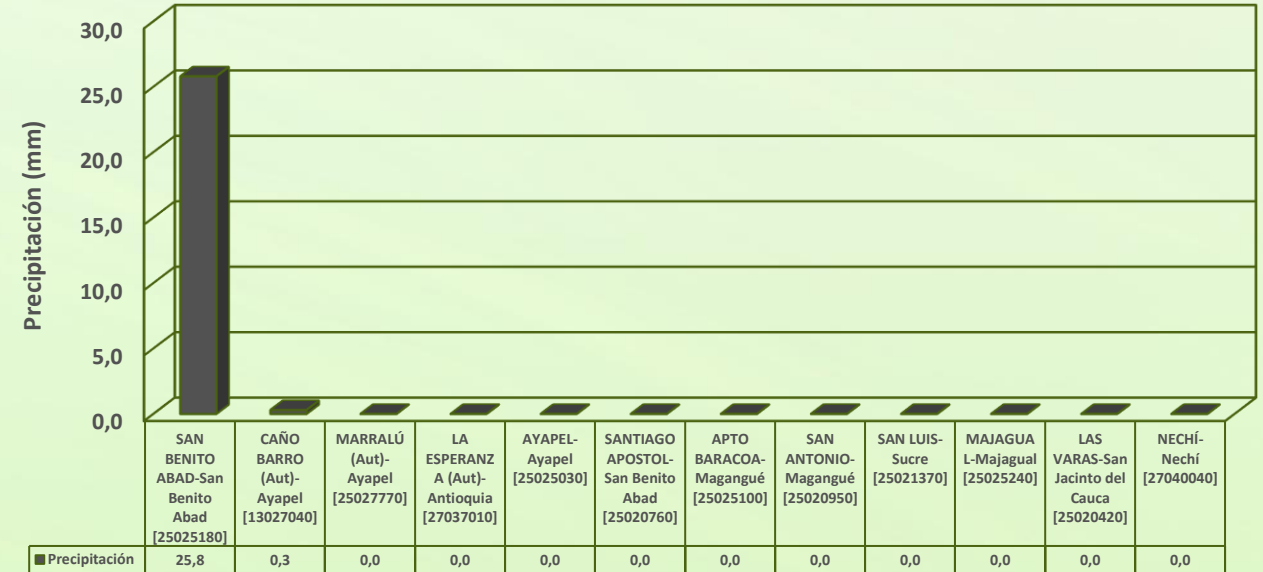 Precipitación (mm)
30,0
25,0
20,0
15,0
10,0
5,0
0,0
SAN
BENITO
ABAD-San
Benito
Abad
[25025180]
CAÑO
BARRO
(Aut)-
Ayapel
[13027040]
MARRALÚ
(Aut)-
Ayapel
[25027770]
LA
ESPERANZ
A (Aut)-
Antioquia
[27037010]
AYAPEL-
Ayapel
[25025030]
SANTIAGO
APOSTOL-
San Benito
Abad
[25020760]
APTO
BARACOA-
Magangué
[25025100]
SAN
ANTONIO-
Magangué
[25020950]
SAN LUIS-
Sucre
[25021370]
MAJAGUA
L-Majagual
[25025240]
LAS
VARAS-San
Jacinto del
Cauca
[25020420]
NECHÍ-
Nechí
[27040040]
Precipitación 25,8 0,3 0,0 0,0 0,0 0,0 0,0 0,0 0,0 0,0 0,0 0,0